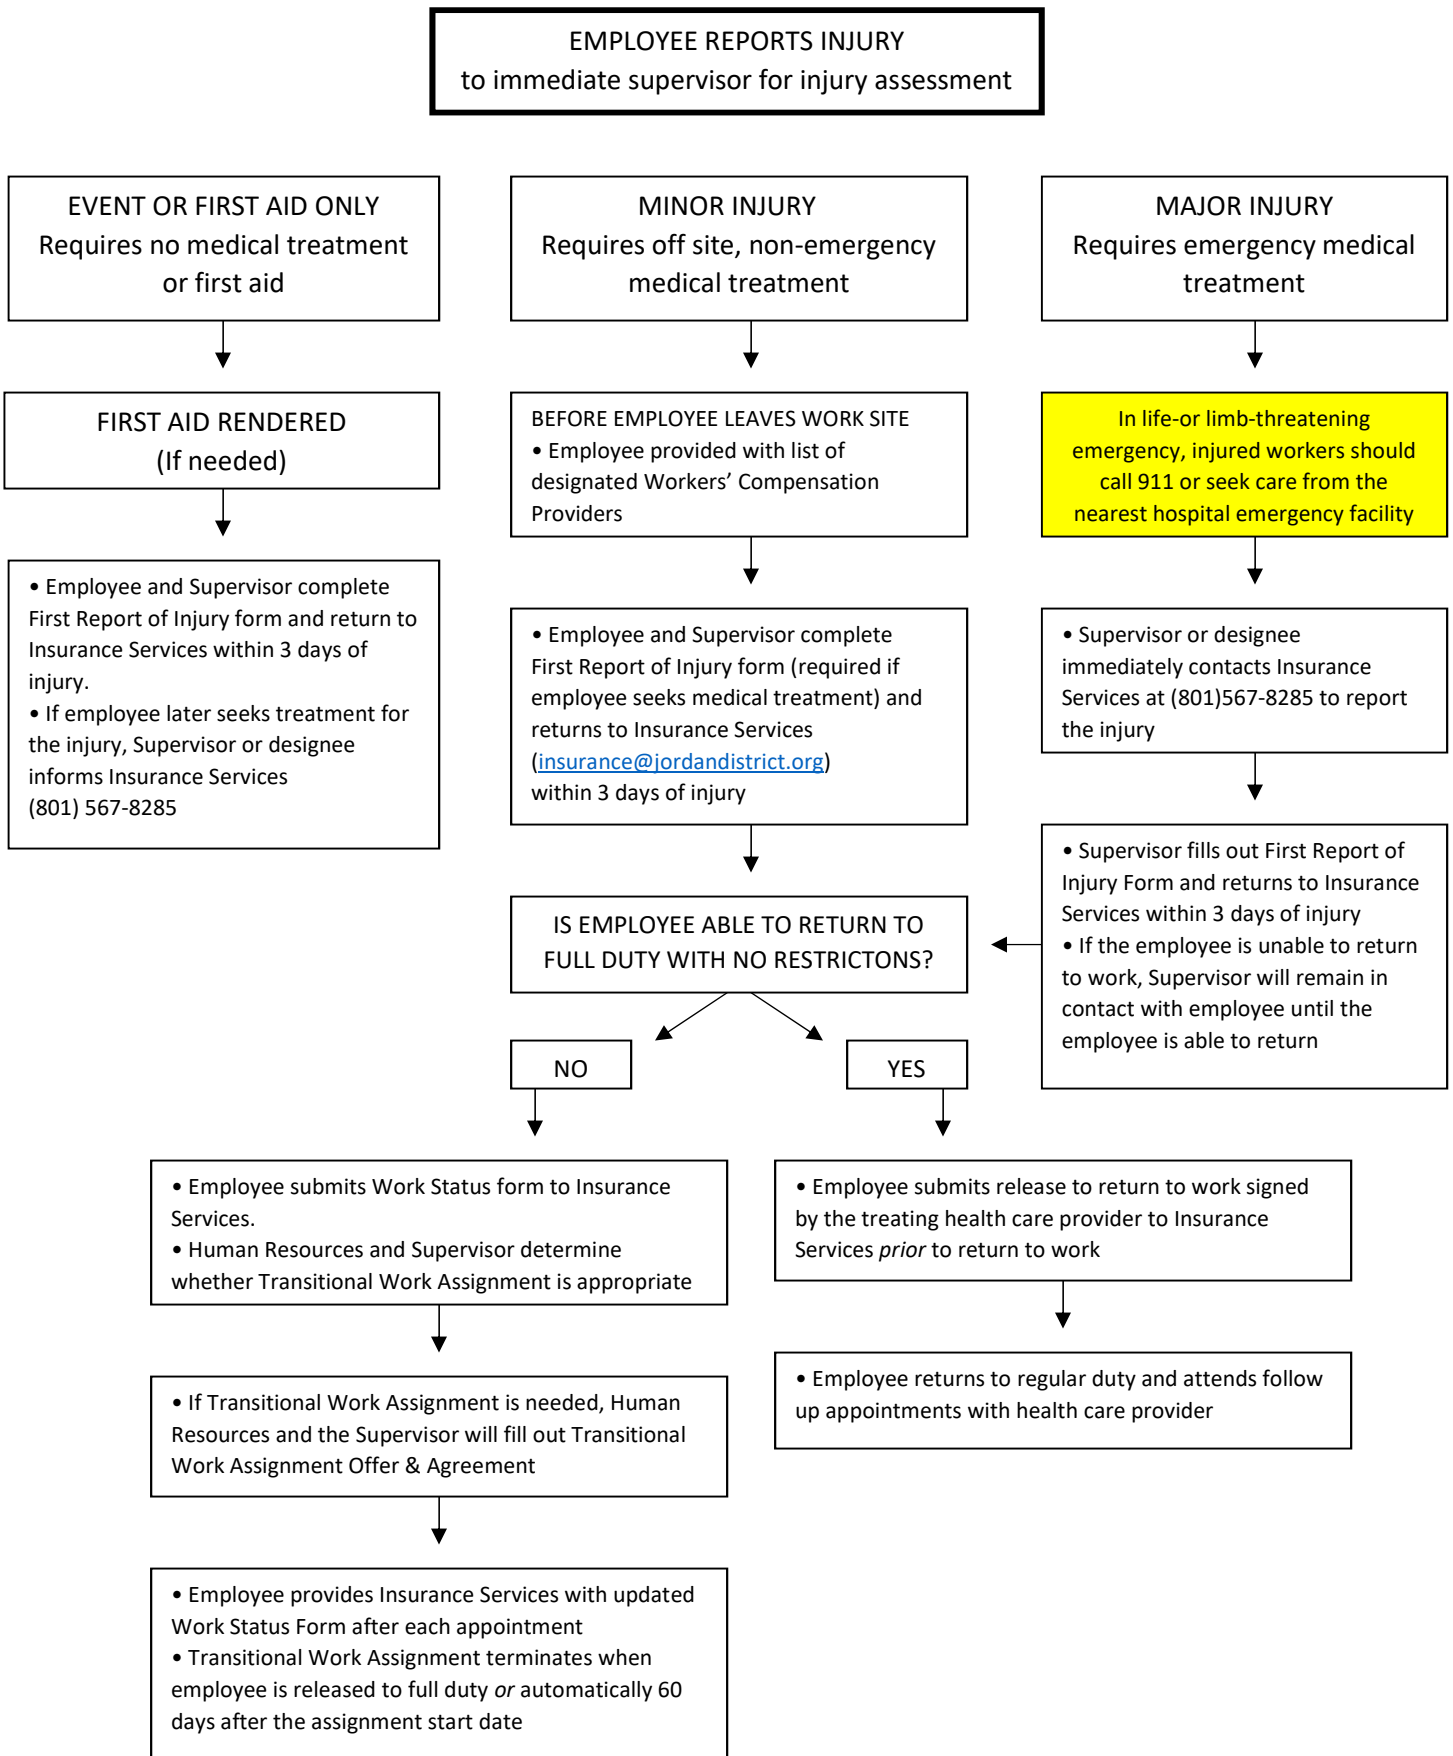 EMPLOYEE REPORTS INJURY
to immediate supervisor for injury assessment
EVENT OR FIRST AID ONLY
Requires no medical treatment
or first aid
FIRST AID RENDERED
(If needed)
• Employee and Supervisor complete
First Report of Injury form and return to
Insurance Services within 3 days of
injury.
• If employee later seeks treatment for
the injury, Supervisor or designee
informs Insurance Services
(801) 567-8285
MINOR INJURY
Requires off site, non-emergency
medical treatment
BEFORE EMPLOYEE LEAVES WORK SITE
• Employee provided with list of
designated Workers’ Compensation
Providers
• Employee and Supervisor complete
First Report of Injury form (required if
employee seeks medical treatment) and
returns to Insurance Services
(insurance@jordandistrict.org)
within 3 days of injury
MAJOR INJURY
Requires emergency medical
treatment
In life-or limb-threatening
emergency, injured workers should
call 911 or seek care from the
nearest hospital emergency facility
• Supervisor or designee
immediately contacts Insurance
Services at (801)567-8285 to report
the injury
• Supervisor fills out First Report of
Injury Form and returns to Insurance
Services within 3 days of injury
• If the employee is unable to return
to work, Supervisor will remain in
contact with employee until the
employee is able to return
IS EMPLOYEE ABLE TO RETURN TO
FULL DUTY WITH NO RESTRICTONS?
NO
• Employee submits Work Status form to Insurance
Services.
• Human Resources and Supervisor determine
whether Transitional Work Assignment is appropriate
• If Transitional Work Assignment is needed, Human
Resources and the Supervisor will fill out Transitional
Work Assignment Offer & Agreement
• Employee provides Insurance Services with updated
Work Status Form after each appointment
• Transitional Work Assignment terminates when
employee is released to full duty or automatically 60
days after the assignment start date
YES
• Employee submits release to return to work signed
by the treating health care provider to Insurance
Services prior to return to work
• Employee returns to regular duty and attends follow
up appointments with health care provider